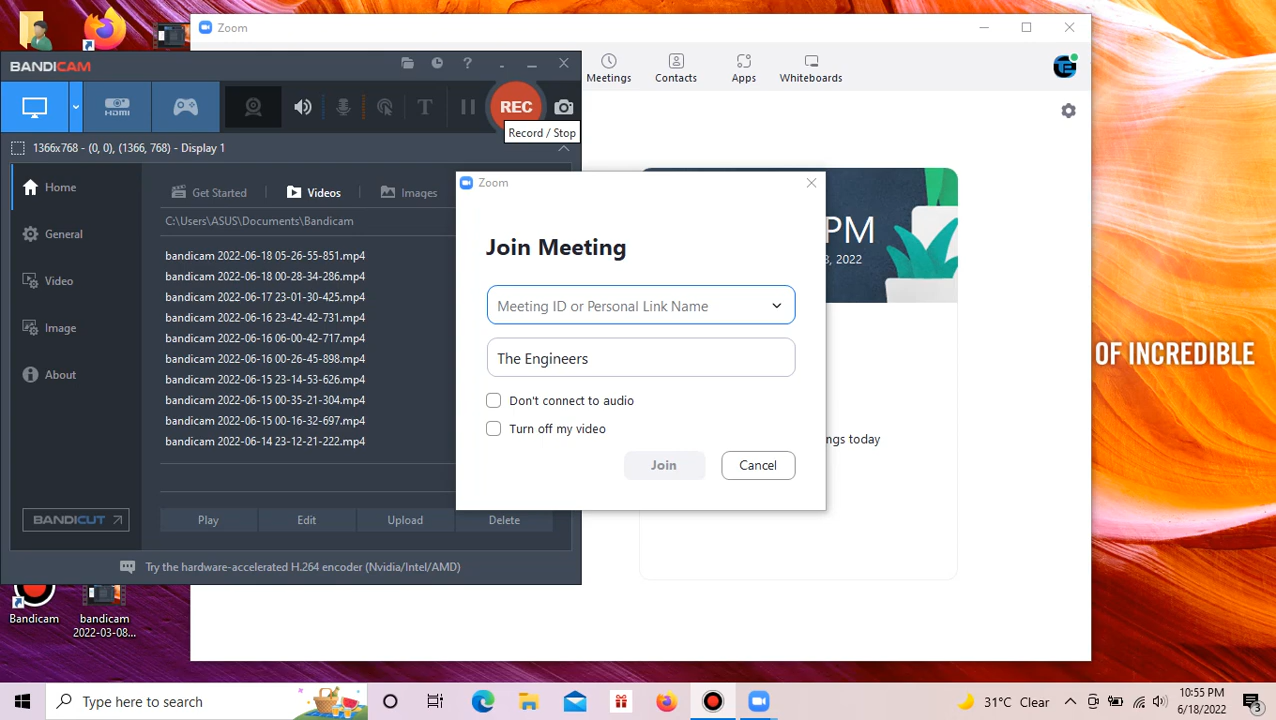 Zoom
BANDICAM
?
HDMI
T
REC
Record / Stop
1366x768 - (0, 0), (1366, 768) - Display 1
Home
General
Video
Image
About
BANDICUT
Get Started
Videos
Images
C:\Users\ASUS\Documents\Bandicam
bandicam 2022-06-18 05-26-55-851.mp4
bandicam 2022-06-18 00-28-34-286.mp4
bandicam 2022-06-17 23-01-30-425.mp4
bandicam 2022-06-16 23-42-42-731.mp4
bandicam 2022-06-16 06-00-42-717.mp4
bandicam 2022-06-16 00-26-45-898.mp4
bandicam 2022-06-15 23-14-53-626.mp4
bandicam 2022-06-15 00-35-21-304.mp4
bandicam 2022-06-15 00-16-32-697.mp4
bandicam 2022-06-14 23-12-21-222.mp4
Play
Edit
Upload
Delete
Try the hardware-accelerated H.264 encoder (Nvidia/Intel/AMD)
Meetings
Contacts
Apps
Whiteboards
TE
PM
, 2022
ngs today
Zoom
Join Meeting
Meeting ID or Personal Link Name
The Engineers
Don't connect to audio
Turn off my video
Join
Cancel
OF INCREDIBLE
Bandicam
bandicam
2022-03-08...
Type here to search
31°C Clear
10:55 PM
6/18/2022
3